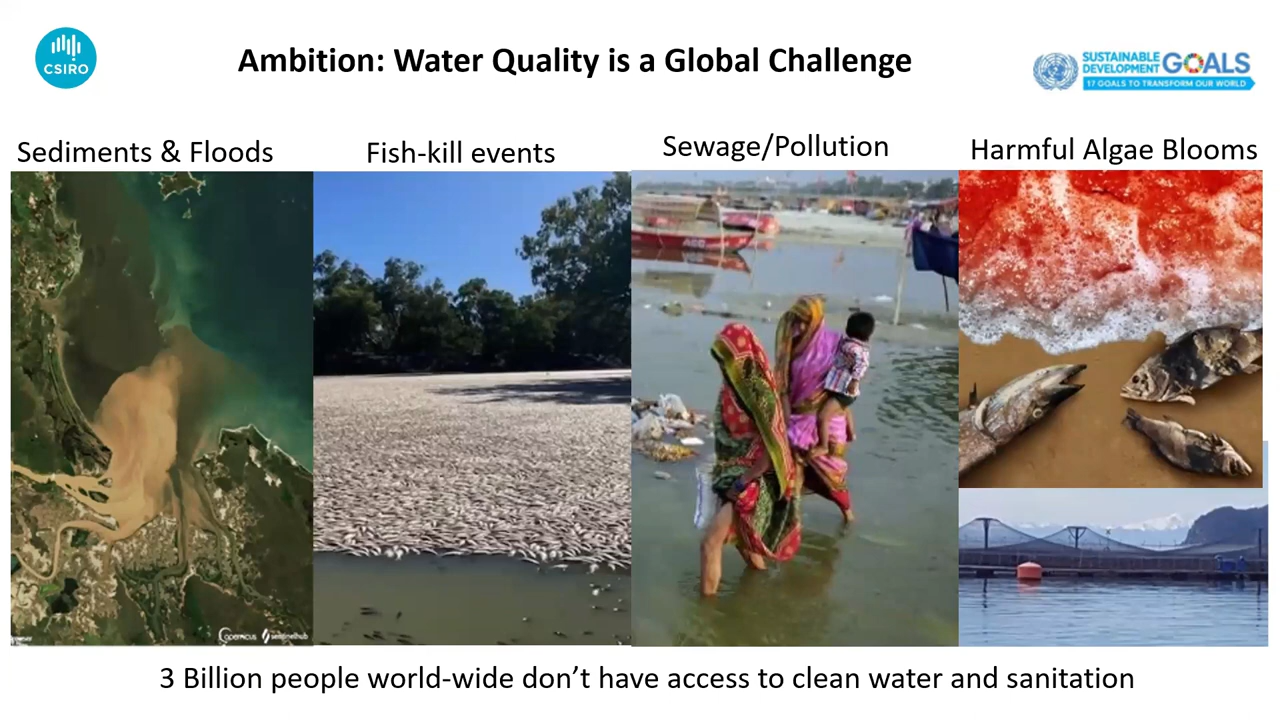 CSIRO
Ambition: Water Quality is a Global Challenge
SUSTAINABLE
DEVELOPMENT
GOALS
17 GOALS TO TRANSFORM OUR WORLD
Sediments & Floods
Fish-kill events
Sewage/Pollution
Harmful Algae Blooms
opernicus
sentinelhub
3 Billion people world-wide don’t have access to clean water and sanitation